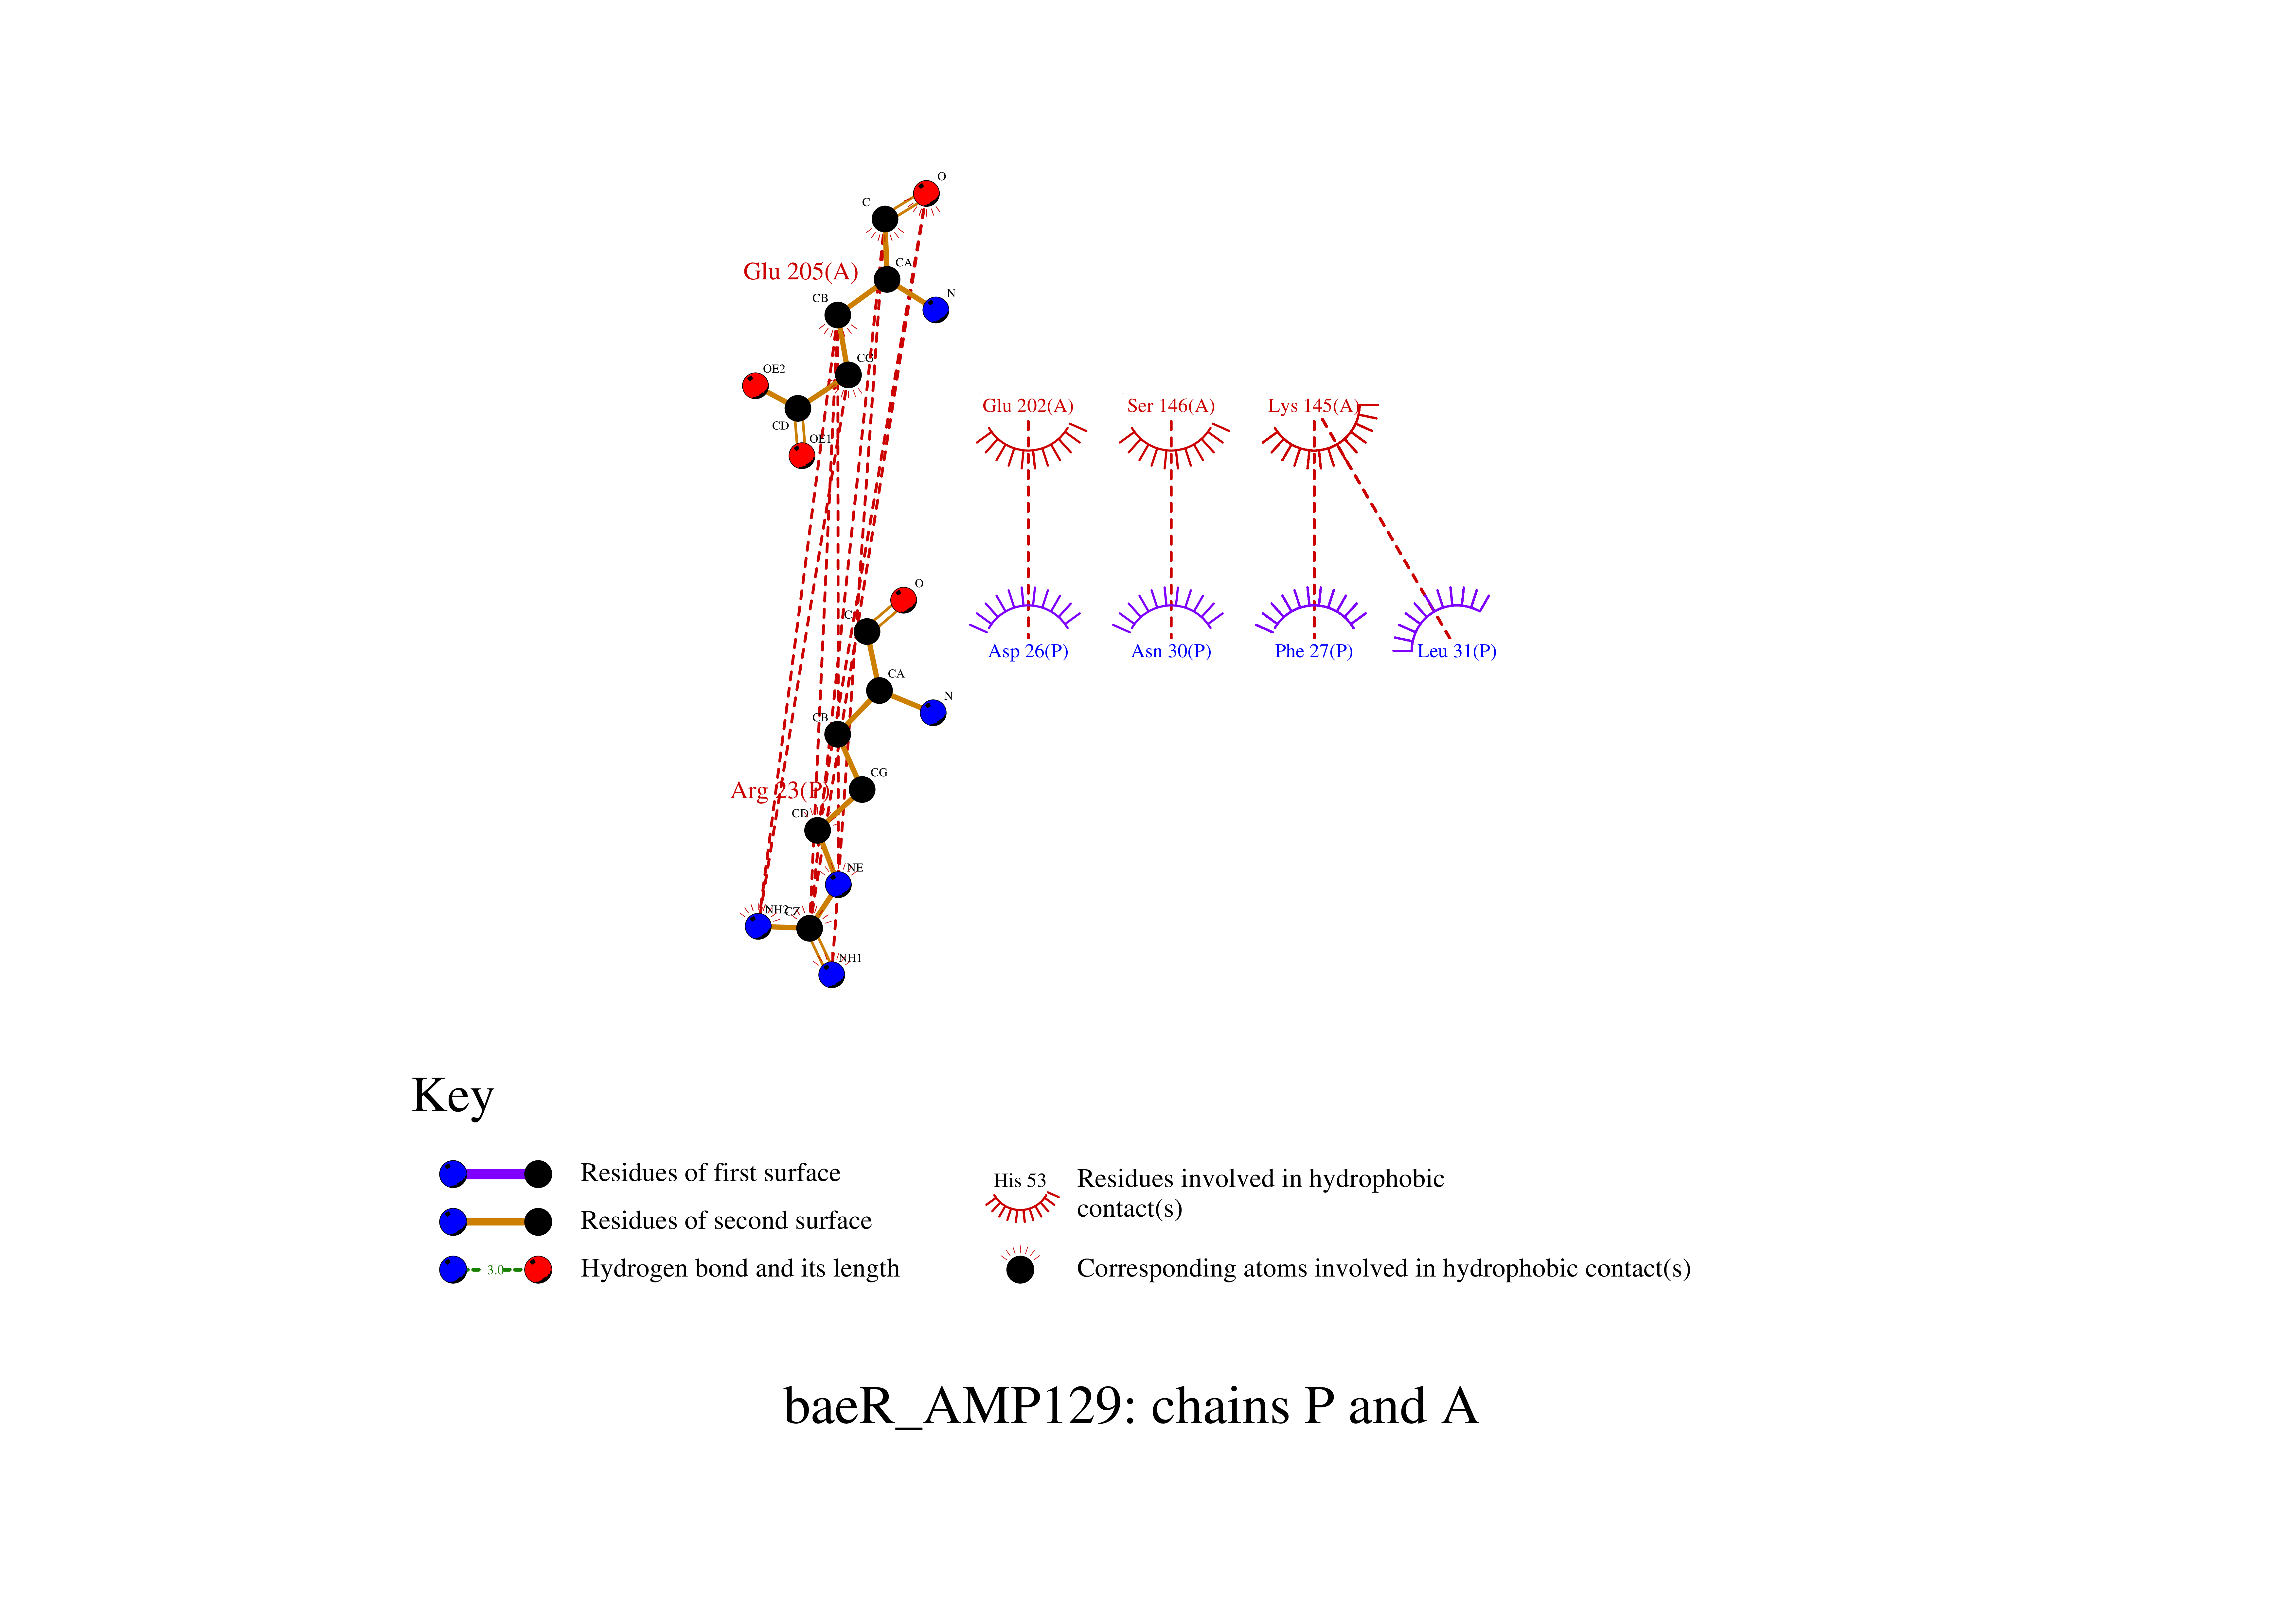 O
C
Glu 205(A)
CA
CB
N
CG
OE2
CD
OE1
Glu 202(A)
Ser 146(A)
Lys 145(A)
O
C
Asp 26(P)
Asn 30(P)
Phe 27(P)
Leu 31(P)
CA
N
CB
CG
Arg 23(P)
CD
NE
NH2
CZ
NH1
Key
Residues of first surface
Residues of second surface
3.0
Hydrogen bond and its length
His 53
Residues involved in hydrophobic
contact(s)
Corresponding atoms involved in hydrophobic contact(s)
baeR_AMP129: chains P and A